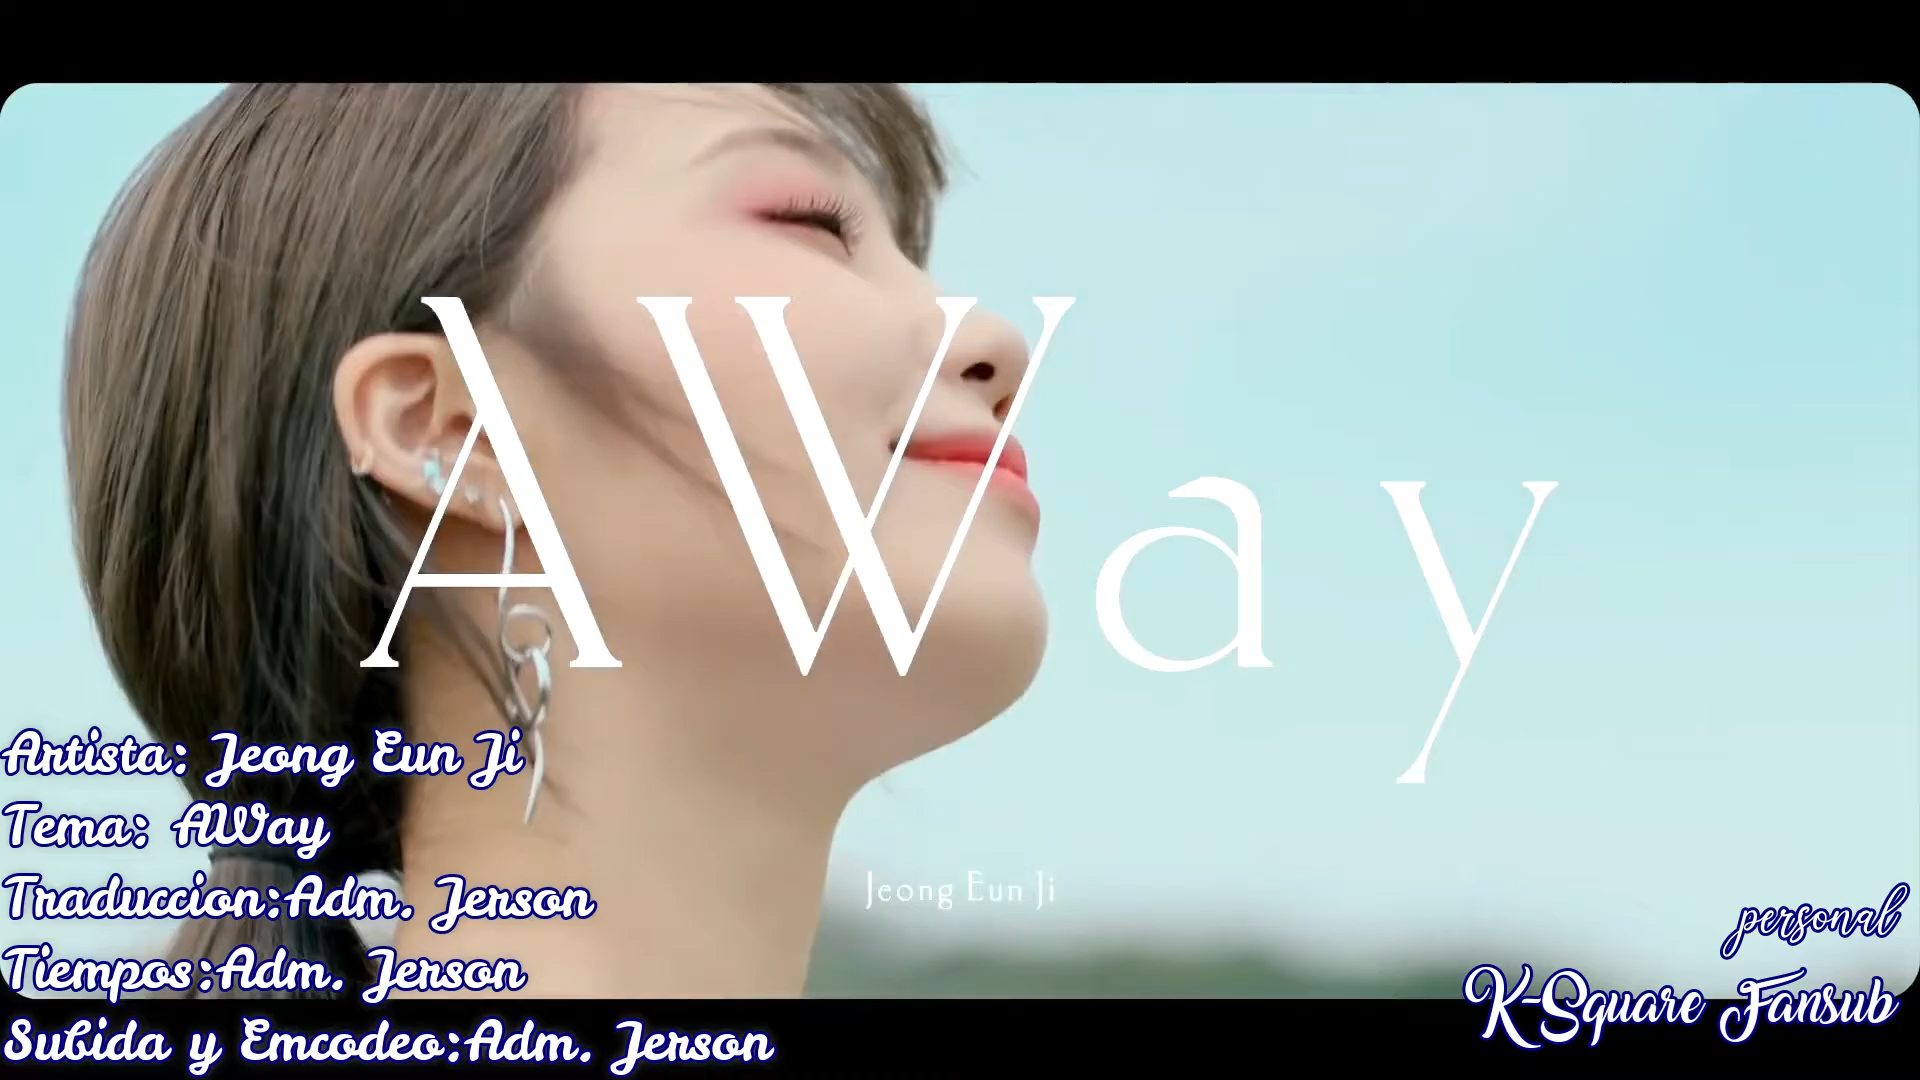 AWay
Artista: Jeong Eun Ji
Tema: AWay
Traduccion:Adm. Jerson
Jeong Eun Ji
personal
Tiempos:Adm. Jerson
K-Square Fansub
Subida y Emcodeo:Adm. Jerson